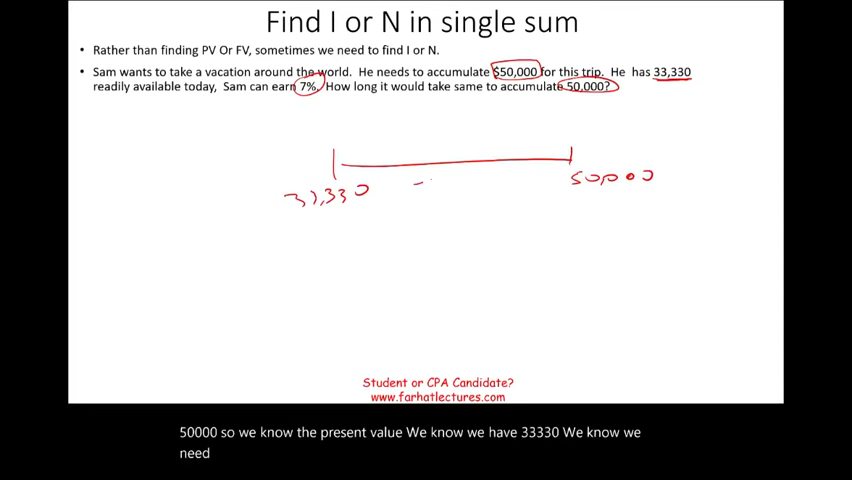 Find I or N in single sum
• Rather than finding PV Or FV, sometimes we need to find I or N.
• Sam wants to take a vacation around the world. He needs to accumulate $50,000 for this trip. He has 33,330
readily available today, Sam can earn 7%. How long it would take same to accumulate 50,000?
33,330
50,000
Student or CPA Candidate?
www.farhatlectures.com
50000 so we know the present value We know we have 33330 We know we
need